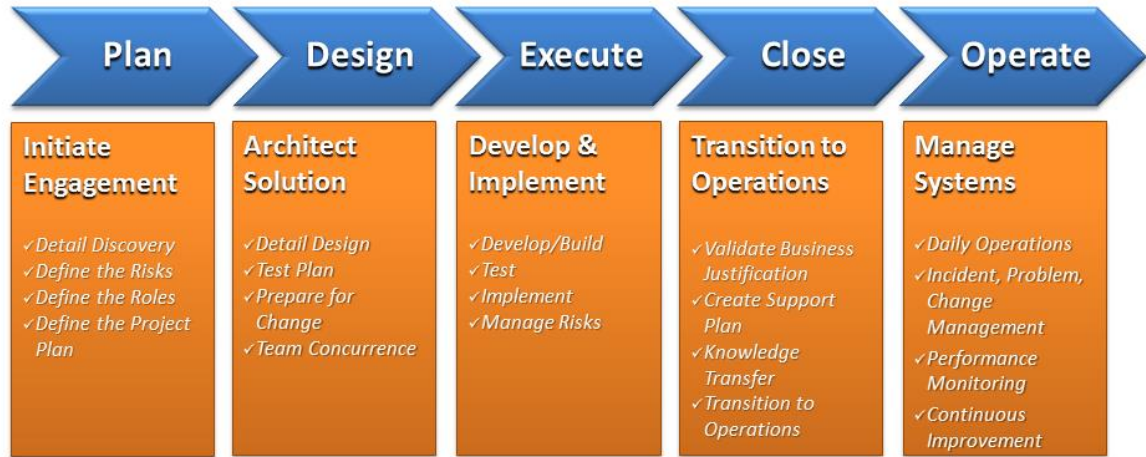 Plan
Design
Execute
Close
Operate
Initiate
Engagement
✓Detail Discovery
✓Define the Risks
✓Define the Roles
✓Define the Project
Plan
Architect
Solution
✓Detail Design
✓Test Plan
✓Prepare for
Change
✓Team Concurrence
Develop &
Implement
✓Develop/Build
✓Test
✓Implement
✓Manage Risks
Transition to
Operations
✓Validate Business
Justification
✓Create Support
Plan
✓Knowledge
Transfer
✓Transition to
Operations
Manage
Systems
✓Daily Operations
✓Incident, Problem,
Change
Management
✓Performance
Monitoring
✓Continuous
Improvement